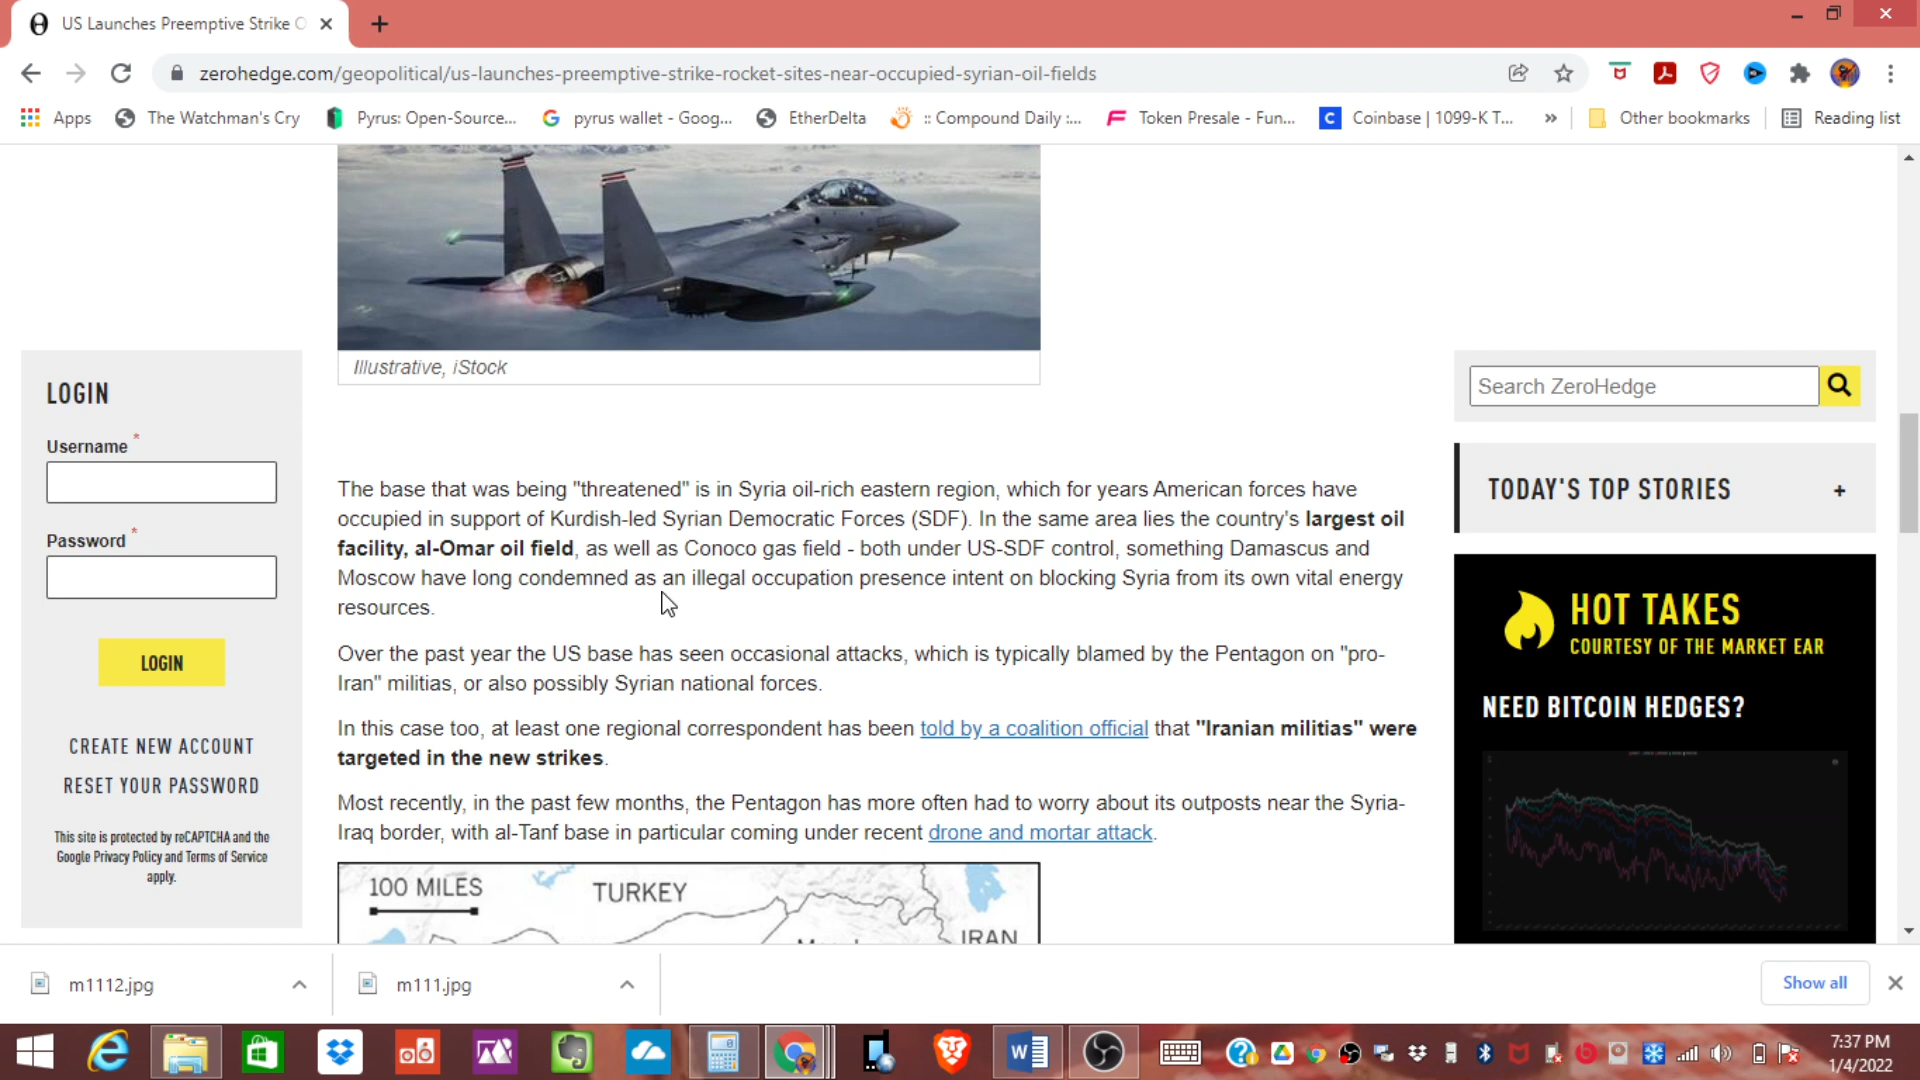 US Launches Preemptive Strike O
zerohedge.com/geopolitical/us-launches-preemptive-strike-rocket-sites-near-occupied-syrian-oil-fields
Apps
The Watchman's Cry
Pyrus: Open-Source...
pyrus wallet - Goog...
EtherDelta
:: Compound Daily :...
Token Presale - Fun...
Coinbase | 1099-K T...
»
Other bookmarks
Reading list
Illustrative, iStock
LOGIN
Username *
Password *
LOGIN
CREATE NEW ACCOUNT
RESET YOUR PASSWORD
This site is protected by reCAPTCHA and the
Google Privacy Policy and Terms of Service
apply.
The base that was being "threatened" is in Syria oil-rich eastern region, which for years American forces have
occupied in support of Kurdish-led Syrian Democratic Forces (SDF). In the same area lies the country's largest oil
facility, al-Omar oil field, as well as Conoco gas field - both under US-SDF control, something Damascus and
Moscow have long condemned as an illegal occupation presence intent on blocking Syria from its own vital energy
resources.
Over the past year the US base has seen occasional attacks, which is typically blamed by the Pentagon on "pro-
Iran" militias, or also possibly Syrian national forces.
In this case too, at least one regional correspondent has been told by a coalition official that "Iranian militias" were
targeted in the new strikes.
Most recently, in the past few months, the Pentagon has more often had to worry about its outposts near the Syria-
Iraq border, with al-Tanf base in particular coming under recent drone and mortar attack.
100 MILES
TURKEY
IRAN
Search ZeroHedge
TODAY'S TOP STORIES +
HOT TAKES
COURTESY OF THE MARKET EAR
NEED BITCOIN HEDGES?
m1112.jpg
m111.jpg
Show all
7:37 PM
1/4/2022